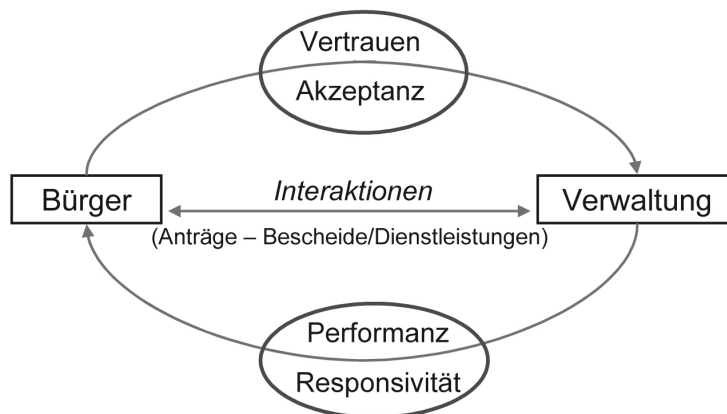 Vertrauen
Akzeptanz
Bürger
Interaktionen
Verwaltung
(Anträge – Bescheide/Dienstleistungen)
Performanz
Responsivität